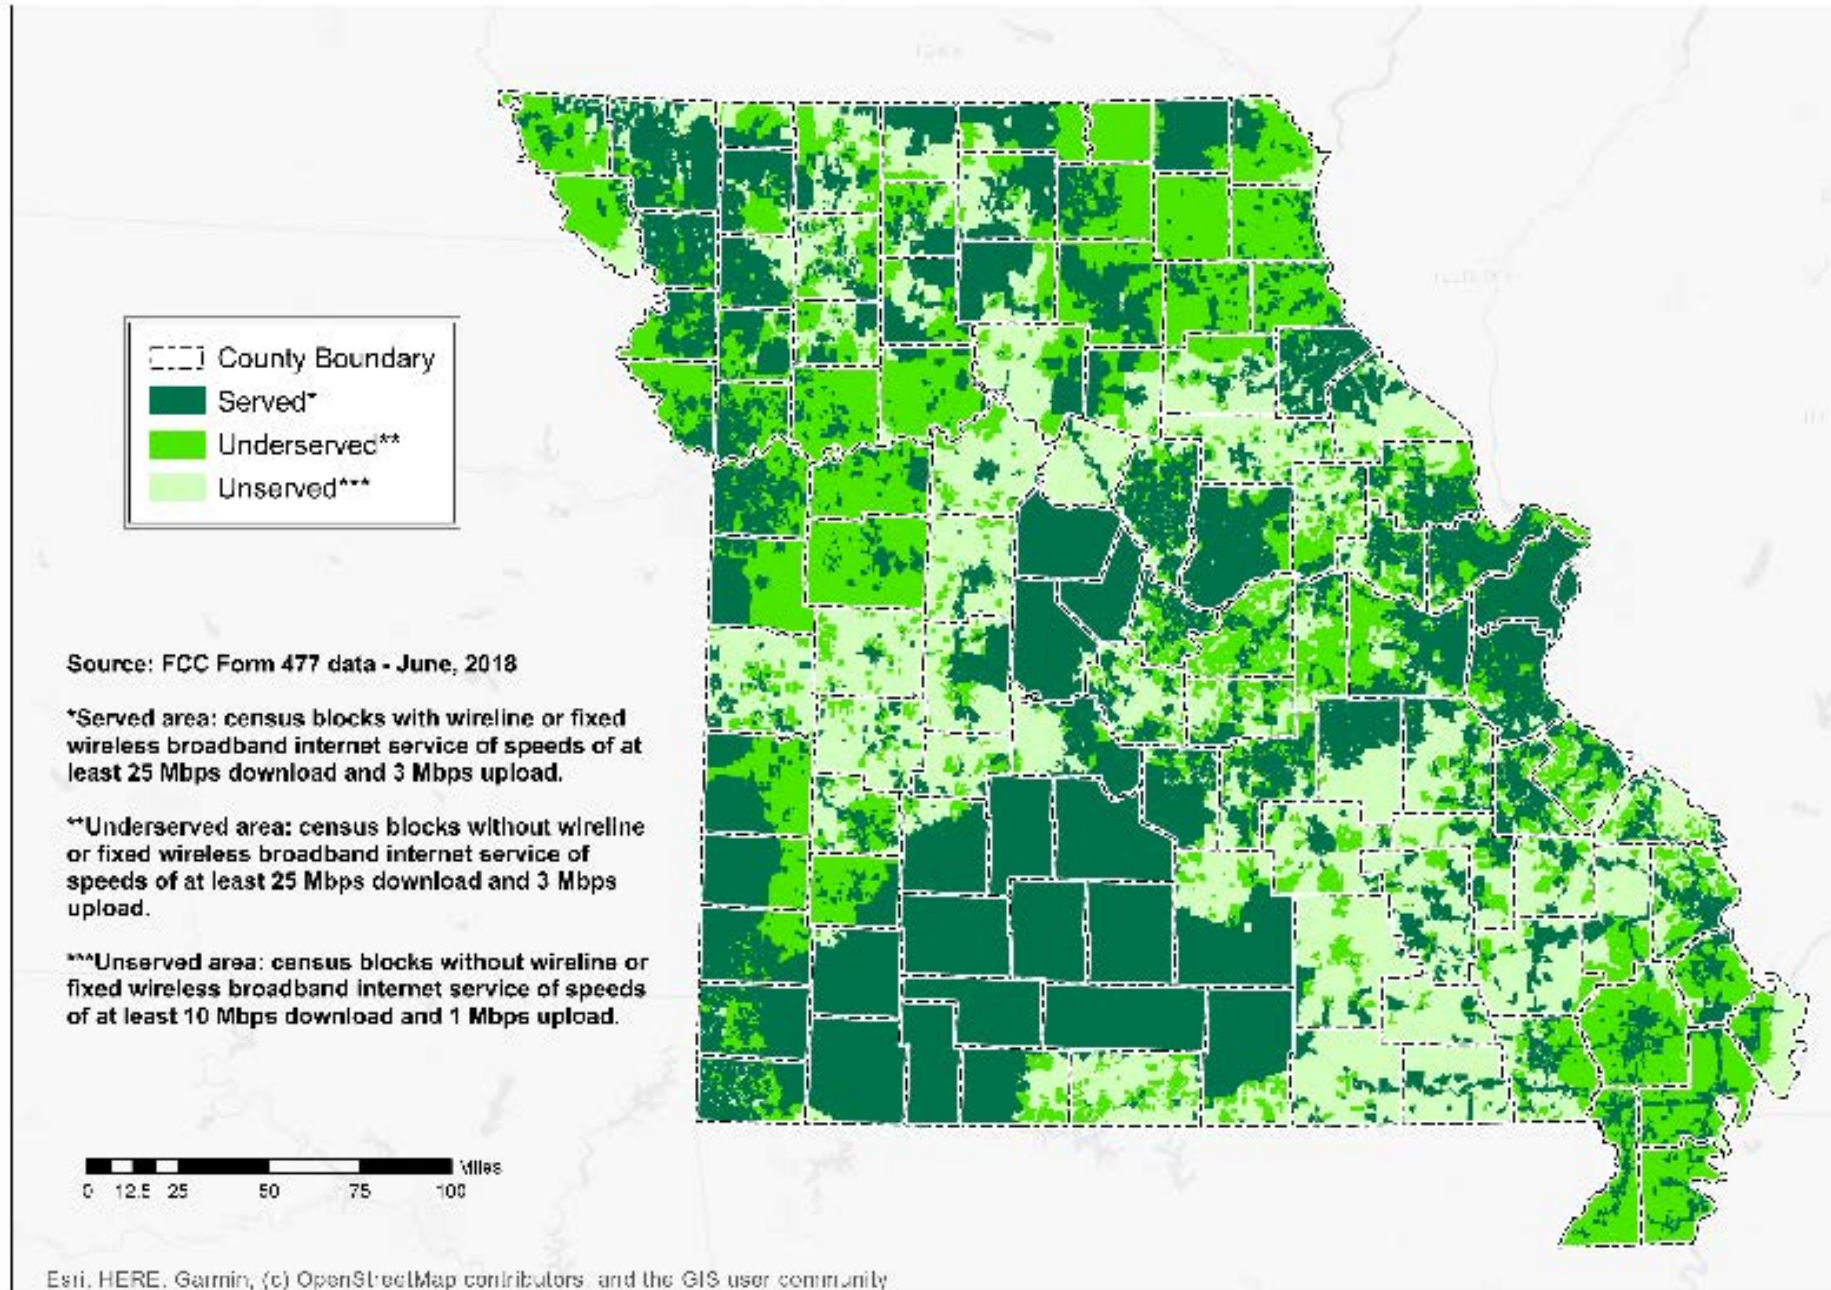 County Boundary
Served*
Underserved**
Unserved***
Source: FCC Form 477 data - June, 2018
*Served area: census blocks with wireline or fixed
wireless broadband internet service of speeds of at
least 25 Mbps download and 3 Mbps upload.
**Underserved area: census blocks without wireline
or fixed wireless broadband internet service of
speeds of at least 25 Mbps download and 3 Mbps
upload.
***Unserved area: census blocks without wireline or
fixed wireless broadband internet service of speeds
of at least 10 Mbps download and 1 Mbps upload.
Miles
0 12.5 25 50 75 100
Esri, HERE, Garmin, (c) OpenStreetMap contributors, and the GIS user community